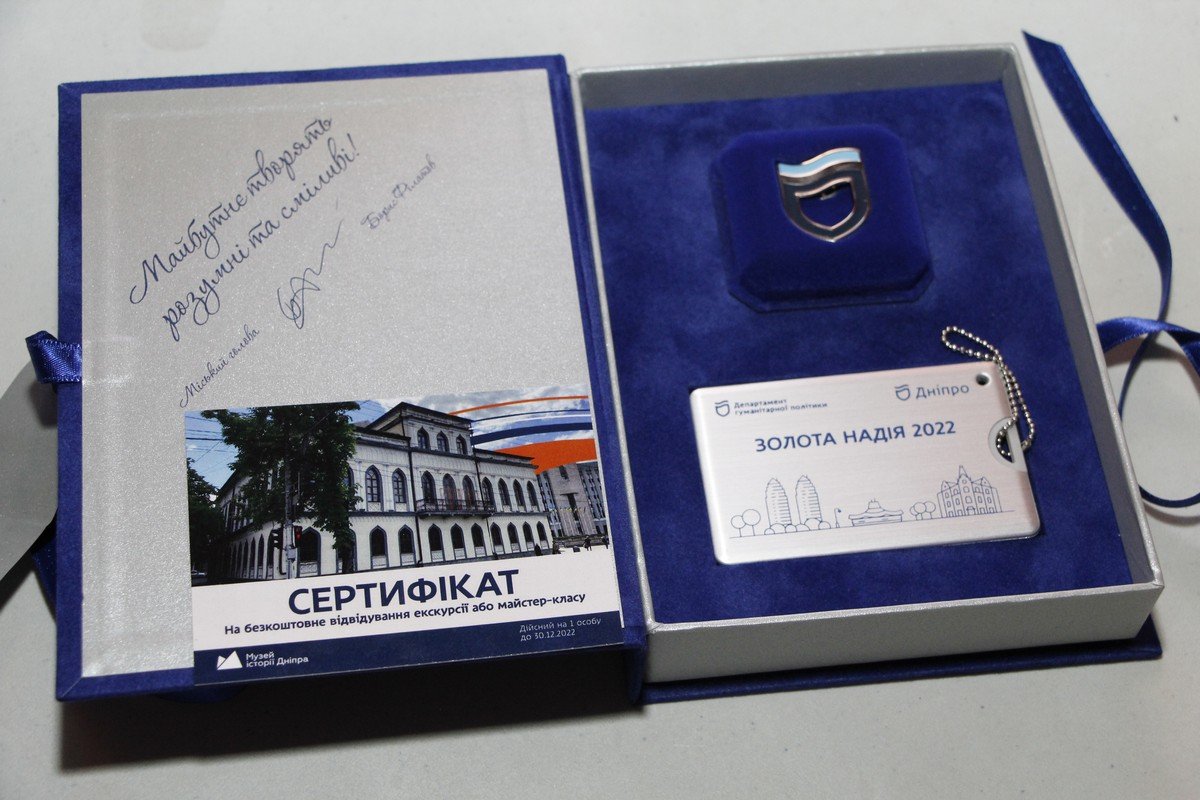 Майбутнє творять
розумні та сміливі!
Міський голова
Борис Філатов
СЕРТИФІКАТ
На безкоштовне відвідування екскурсії або майстер-класу
Дійсний на 1 особу
до 30.12.2022
Музей
історії Дніпра
Департамент
гуманітарної політики
Дніпро
ЗОЛОТА НАДІЯ 2022